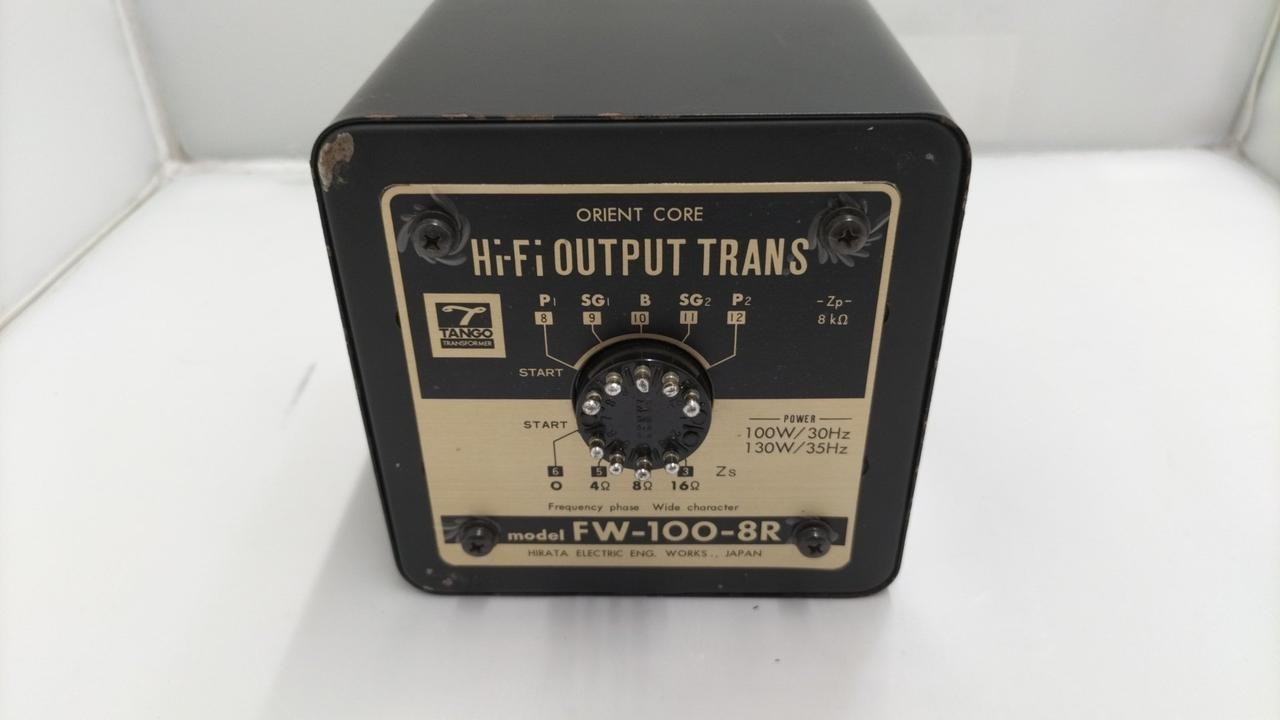 ORIENT CORE
Hi-Fi OUTPUT TRANS
P1 SG1 B SG2 P2
8 9 10 11 12
-Zp-
8 kΩ
TANGO
TRANSFORMER
START
START
POWER
100W/30Hz
130W/35Hz
6 5 3 Zs
0 4Ω 8Ω 16Ω
Frequency phase Wide character
model FW-100-8R
HIRATA ELECTRIC ENG. WORKS., JAPAN